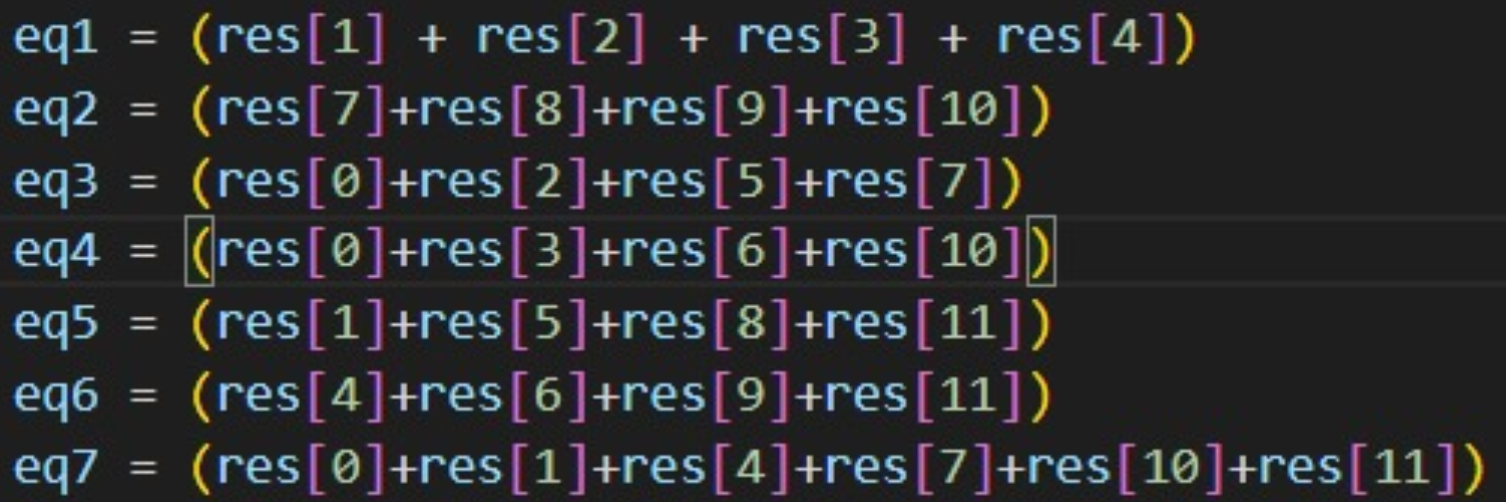 eq1 = (res[1] + res[2] + res[3] + res[4])
eq2 = (res[7]+res[8]+res[9]+res[10])
eq3 = (res[0]+res[2]+res[5]+res[7])
eq4 = (res[0]+res[3]+res[6]+res[10])
eq5 = (res[1]+res[5]+res[8]+res[11])
eq6 = (res[4]+res[6]+res[9]+res[11])
eq7 = (res[0]+res[1]+res[4]+res[7]+res[10]+res[11])